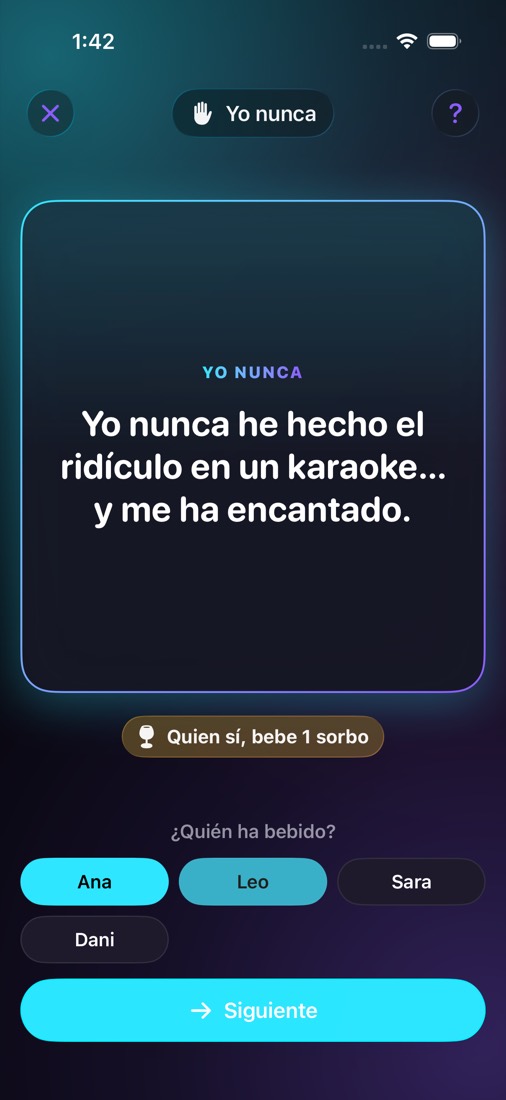 1:42
Yo nunca
?
YO NUNCA
Yo nunca he hecho el
ridículo en un karaoke...
y me ha encantado.
Quien sí, bebe 1 sorbo
¿Quién ha bebido?
Ana
Leo
Sara
Dani
Siguiente